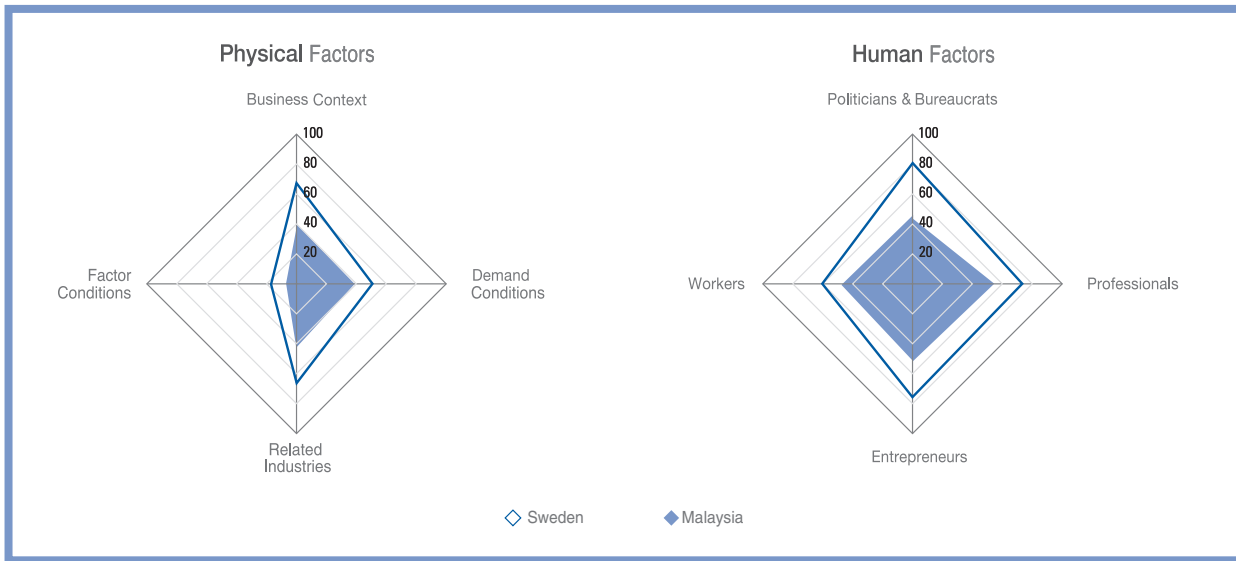 Physical Factors
Business Context
100
80
60
40
20
Factor
Conditions
Demand
Conditions
Related
Industries
Human Factors
Politicians & Bureaucrats
100
80
60
40
20
Workers
Professionals
Entrepreneurs
Sweden
Malaysia